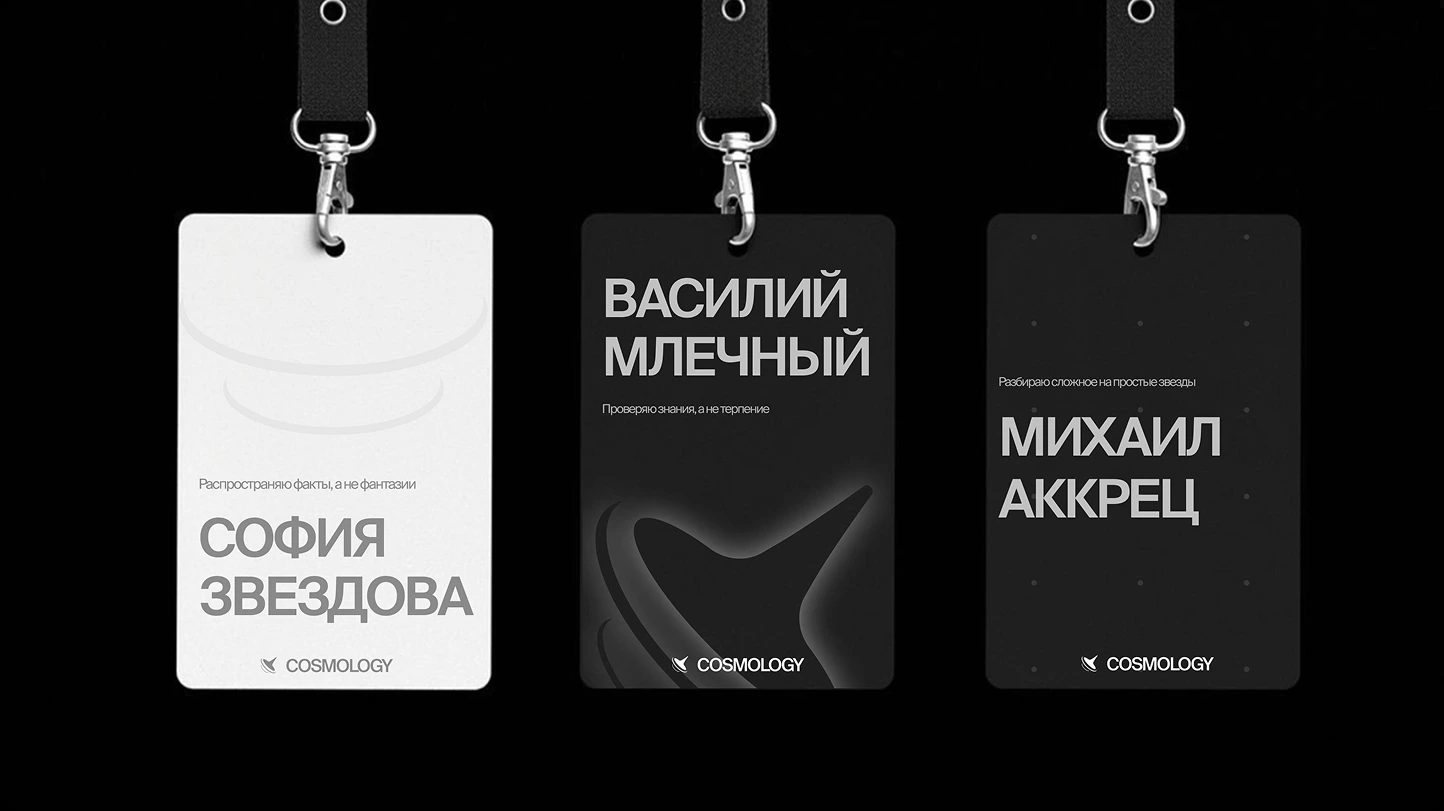 Распространяю факты, а не фантазии
СОФИЯ
ЗВЕЗДОВА
COSMOLOGY
ВАСИЛИЙ
МЛЕЧНЫЙ
Проверяю знания, а не терпение
COSMOLOGY
Разбираю сложное на простые звезды
МИХАИЛ
АККРЕЦ
COSMOLOGY